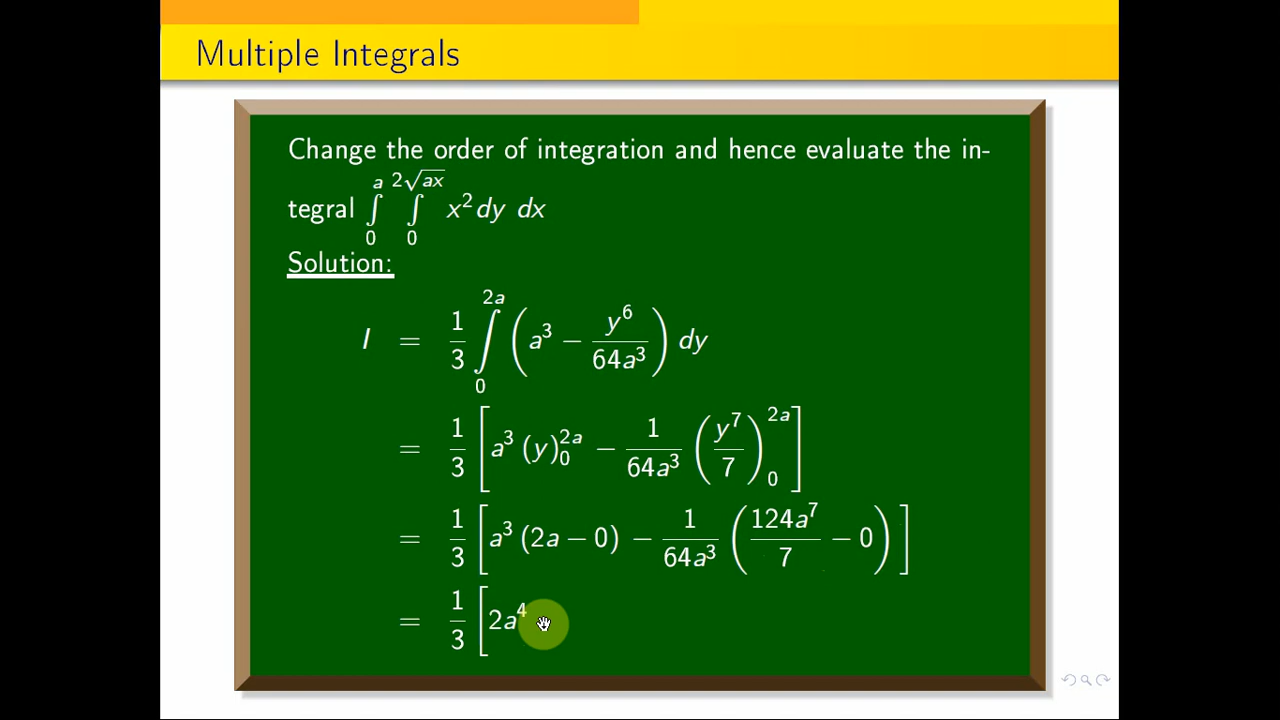 Multiple Integrals
Change the order of integration and hence evaluate the in-
tegral ∫₀ᵃ ∫₀^{2√ax} x² dy dx
Solution:
I = 1/3 ∫₀^{2a} (a³ − y⁶/64a³) dy
= 1/3 [a³ (y)₀^{2a} − 1/64a³ (y⁷/7)₀^{2a}]
= 1/3 [a³ (2a − 0) − 1/64a³ (124a⁷/7 − 0)]
= 1/3 [2a⁴